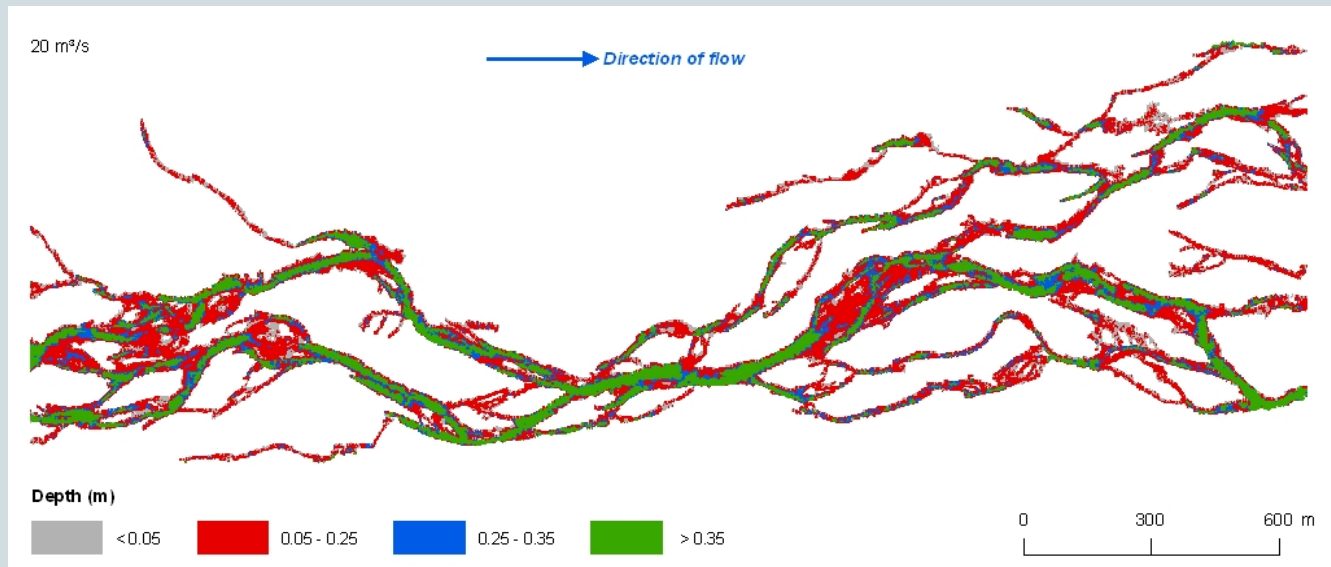 20 m³/s
Direction of flow
Depth (m)
<0.05
0.05 - 0.25
0.25 - 0.35
> 0.35
0 300 600 m